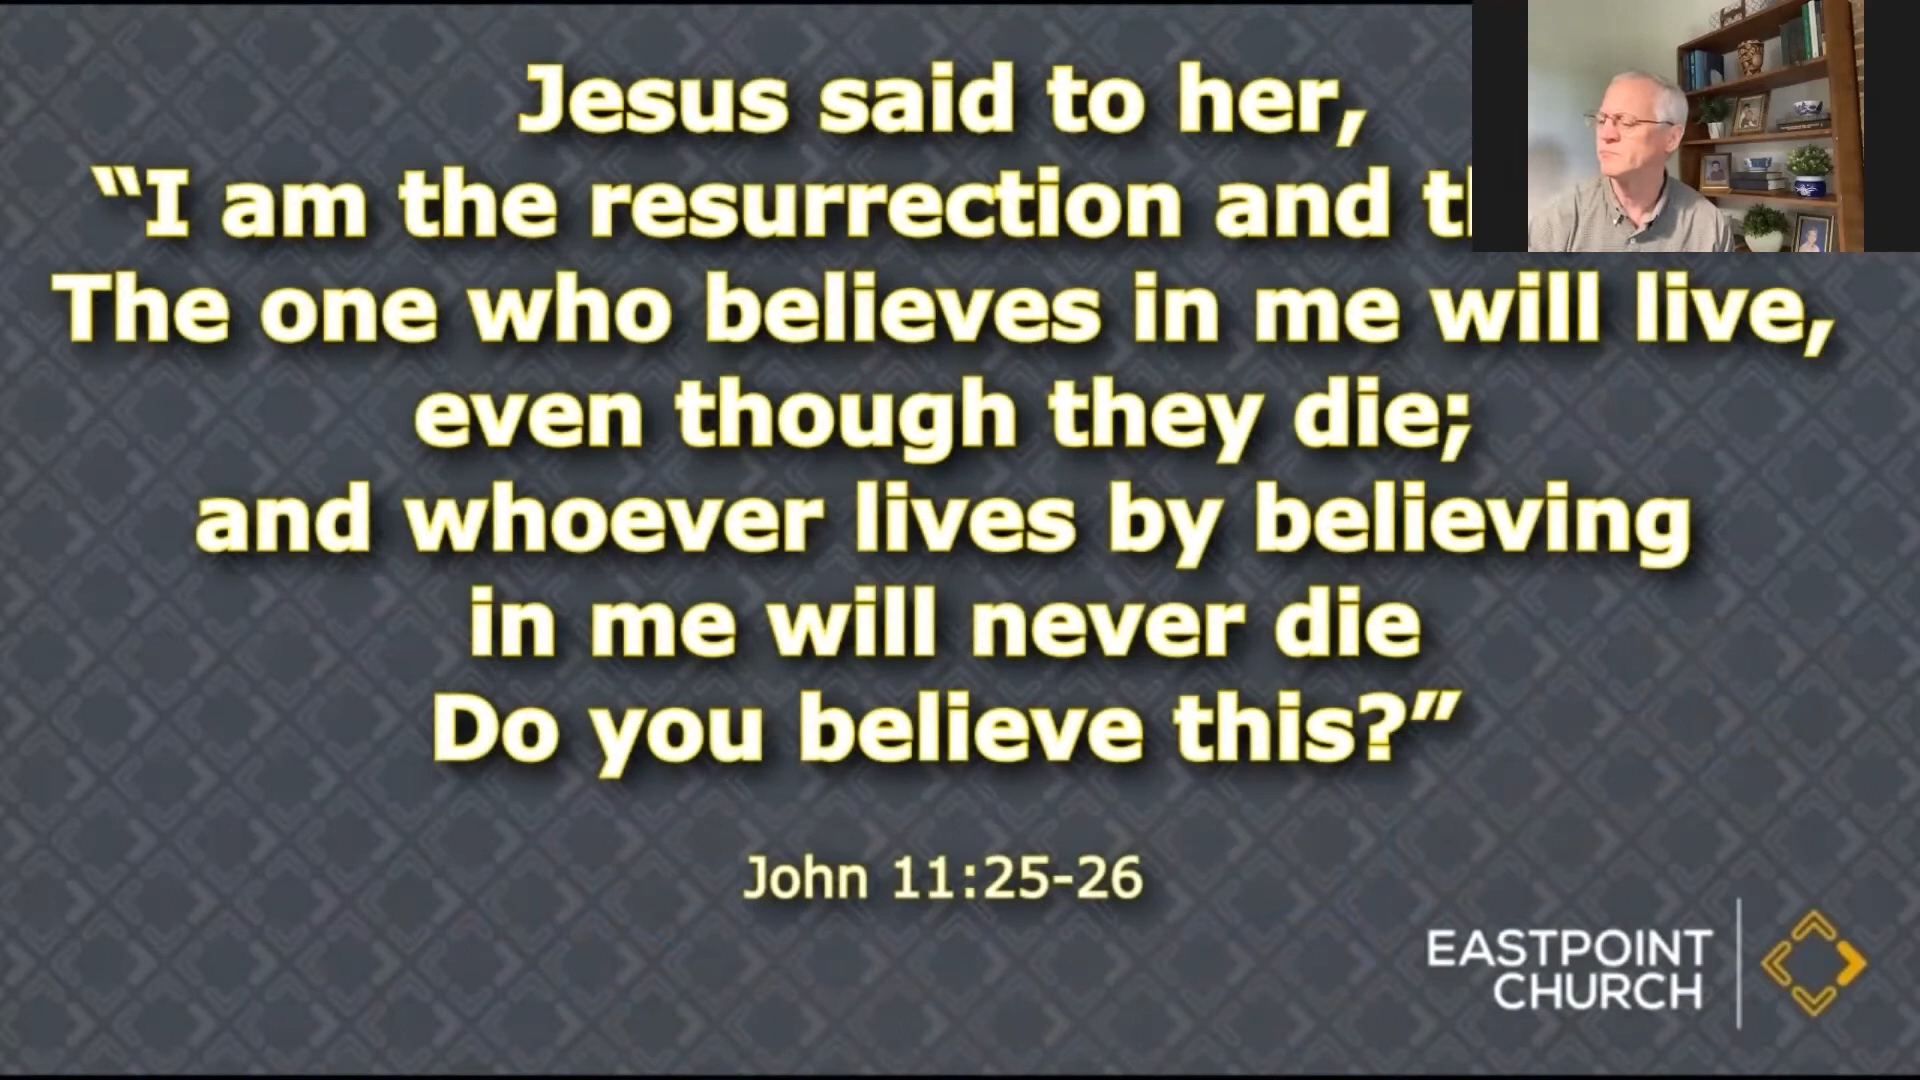 Jesus said to her,
“I am the resurrection and
The one who believes in me will live,
even though they die;
and whoever lives by believing
in me will never die
Do you believe this?”
John 11:25-26
EASTPOINT
CHURCH